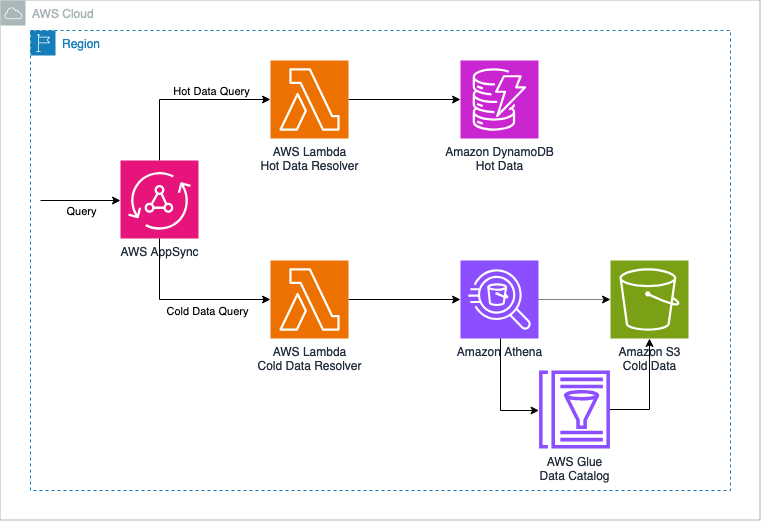 AWS Cloud
Region
Hot Data Query
AWS Lambda
Hot Data Resolver
Amazon DynamoDB
Hot Data
Query
AWS AppSync
Cold Data Query
AWS Lambda
Cold Data Resolver
Amazon Athena
Amazon S3
Cold Data
AWS Glue
Data Catalog